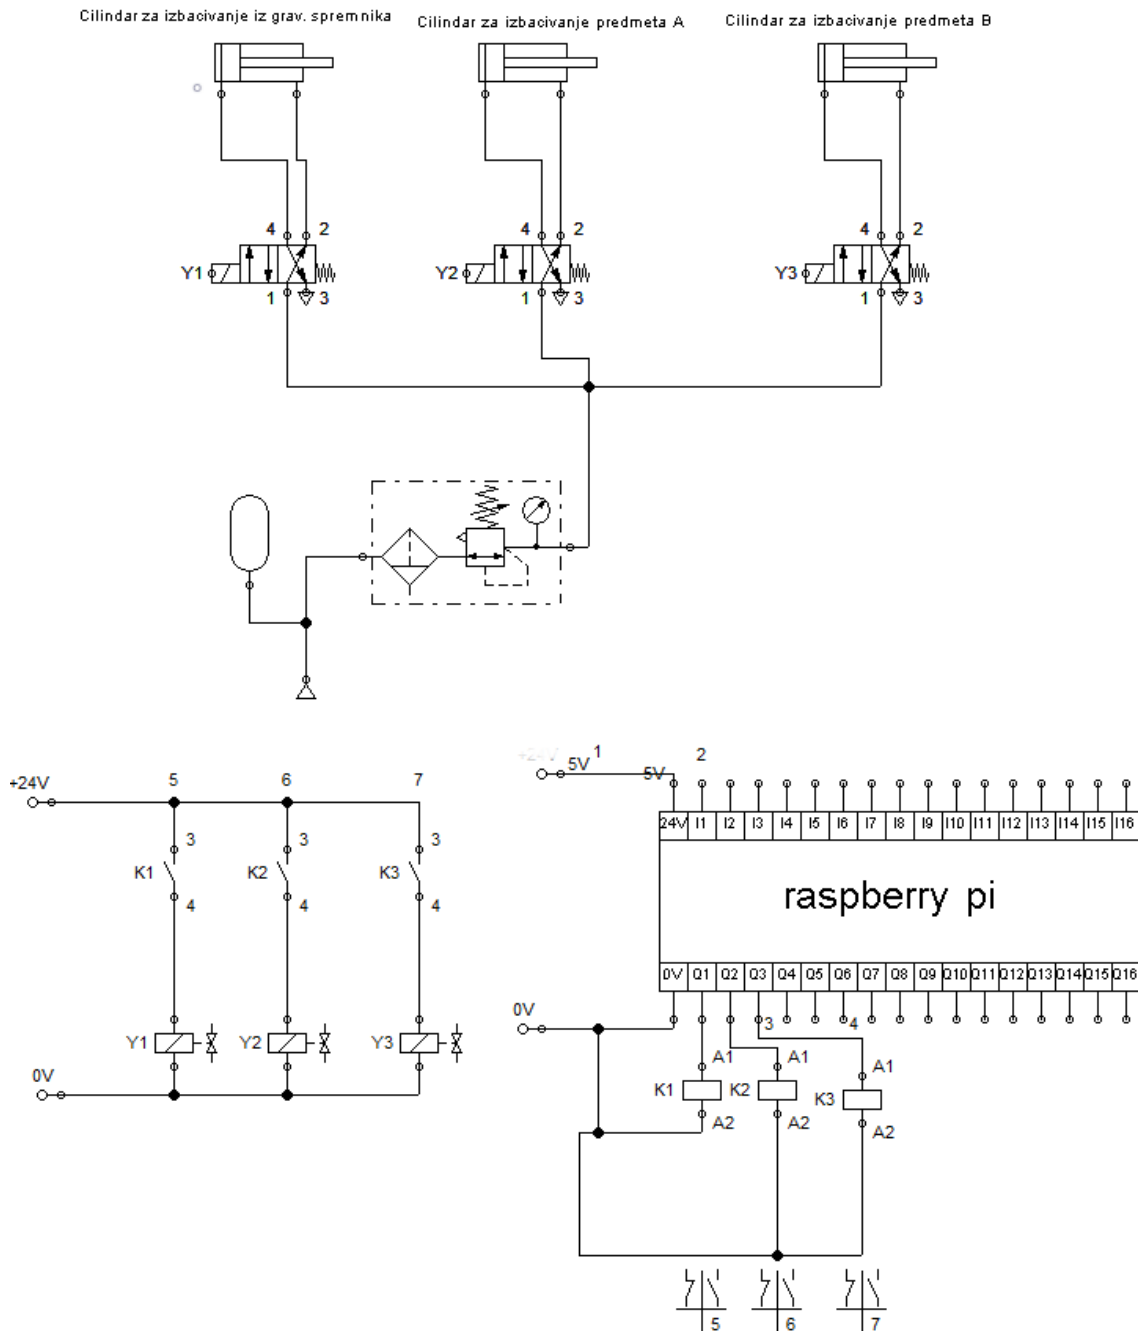 Cilindar za izbacivanje iz grav. spremnika
Cilindar za izbacivanje predmeta A
Cilindar za izbacivanje predmeta B
4 2
4 2
4 2
Y1
Y2
Y3
1 3
1 3
1 3
+24V
5 6 7
3 3 3
K1 K2 K3
4 4 4
Y1 Y2 Y3
0V
+24V
1 2
5V 5V
24V I1 I2 I3 I4 I5 I6 I7 I8 I9 I10 I11 I12 I13 I14 I15 I16
raspberry pi
0V Q1 Q2 Q3 Q4 Q5 Q6 Q7 Q8 Q9 Q10 Q11 Q12 Q13 Q14 Q15 Q16
0V
3 4
A1 A1 A1
K1 K2 K3
A2 A2 A2
5 6 7